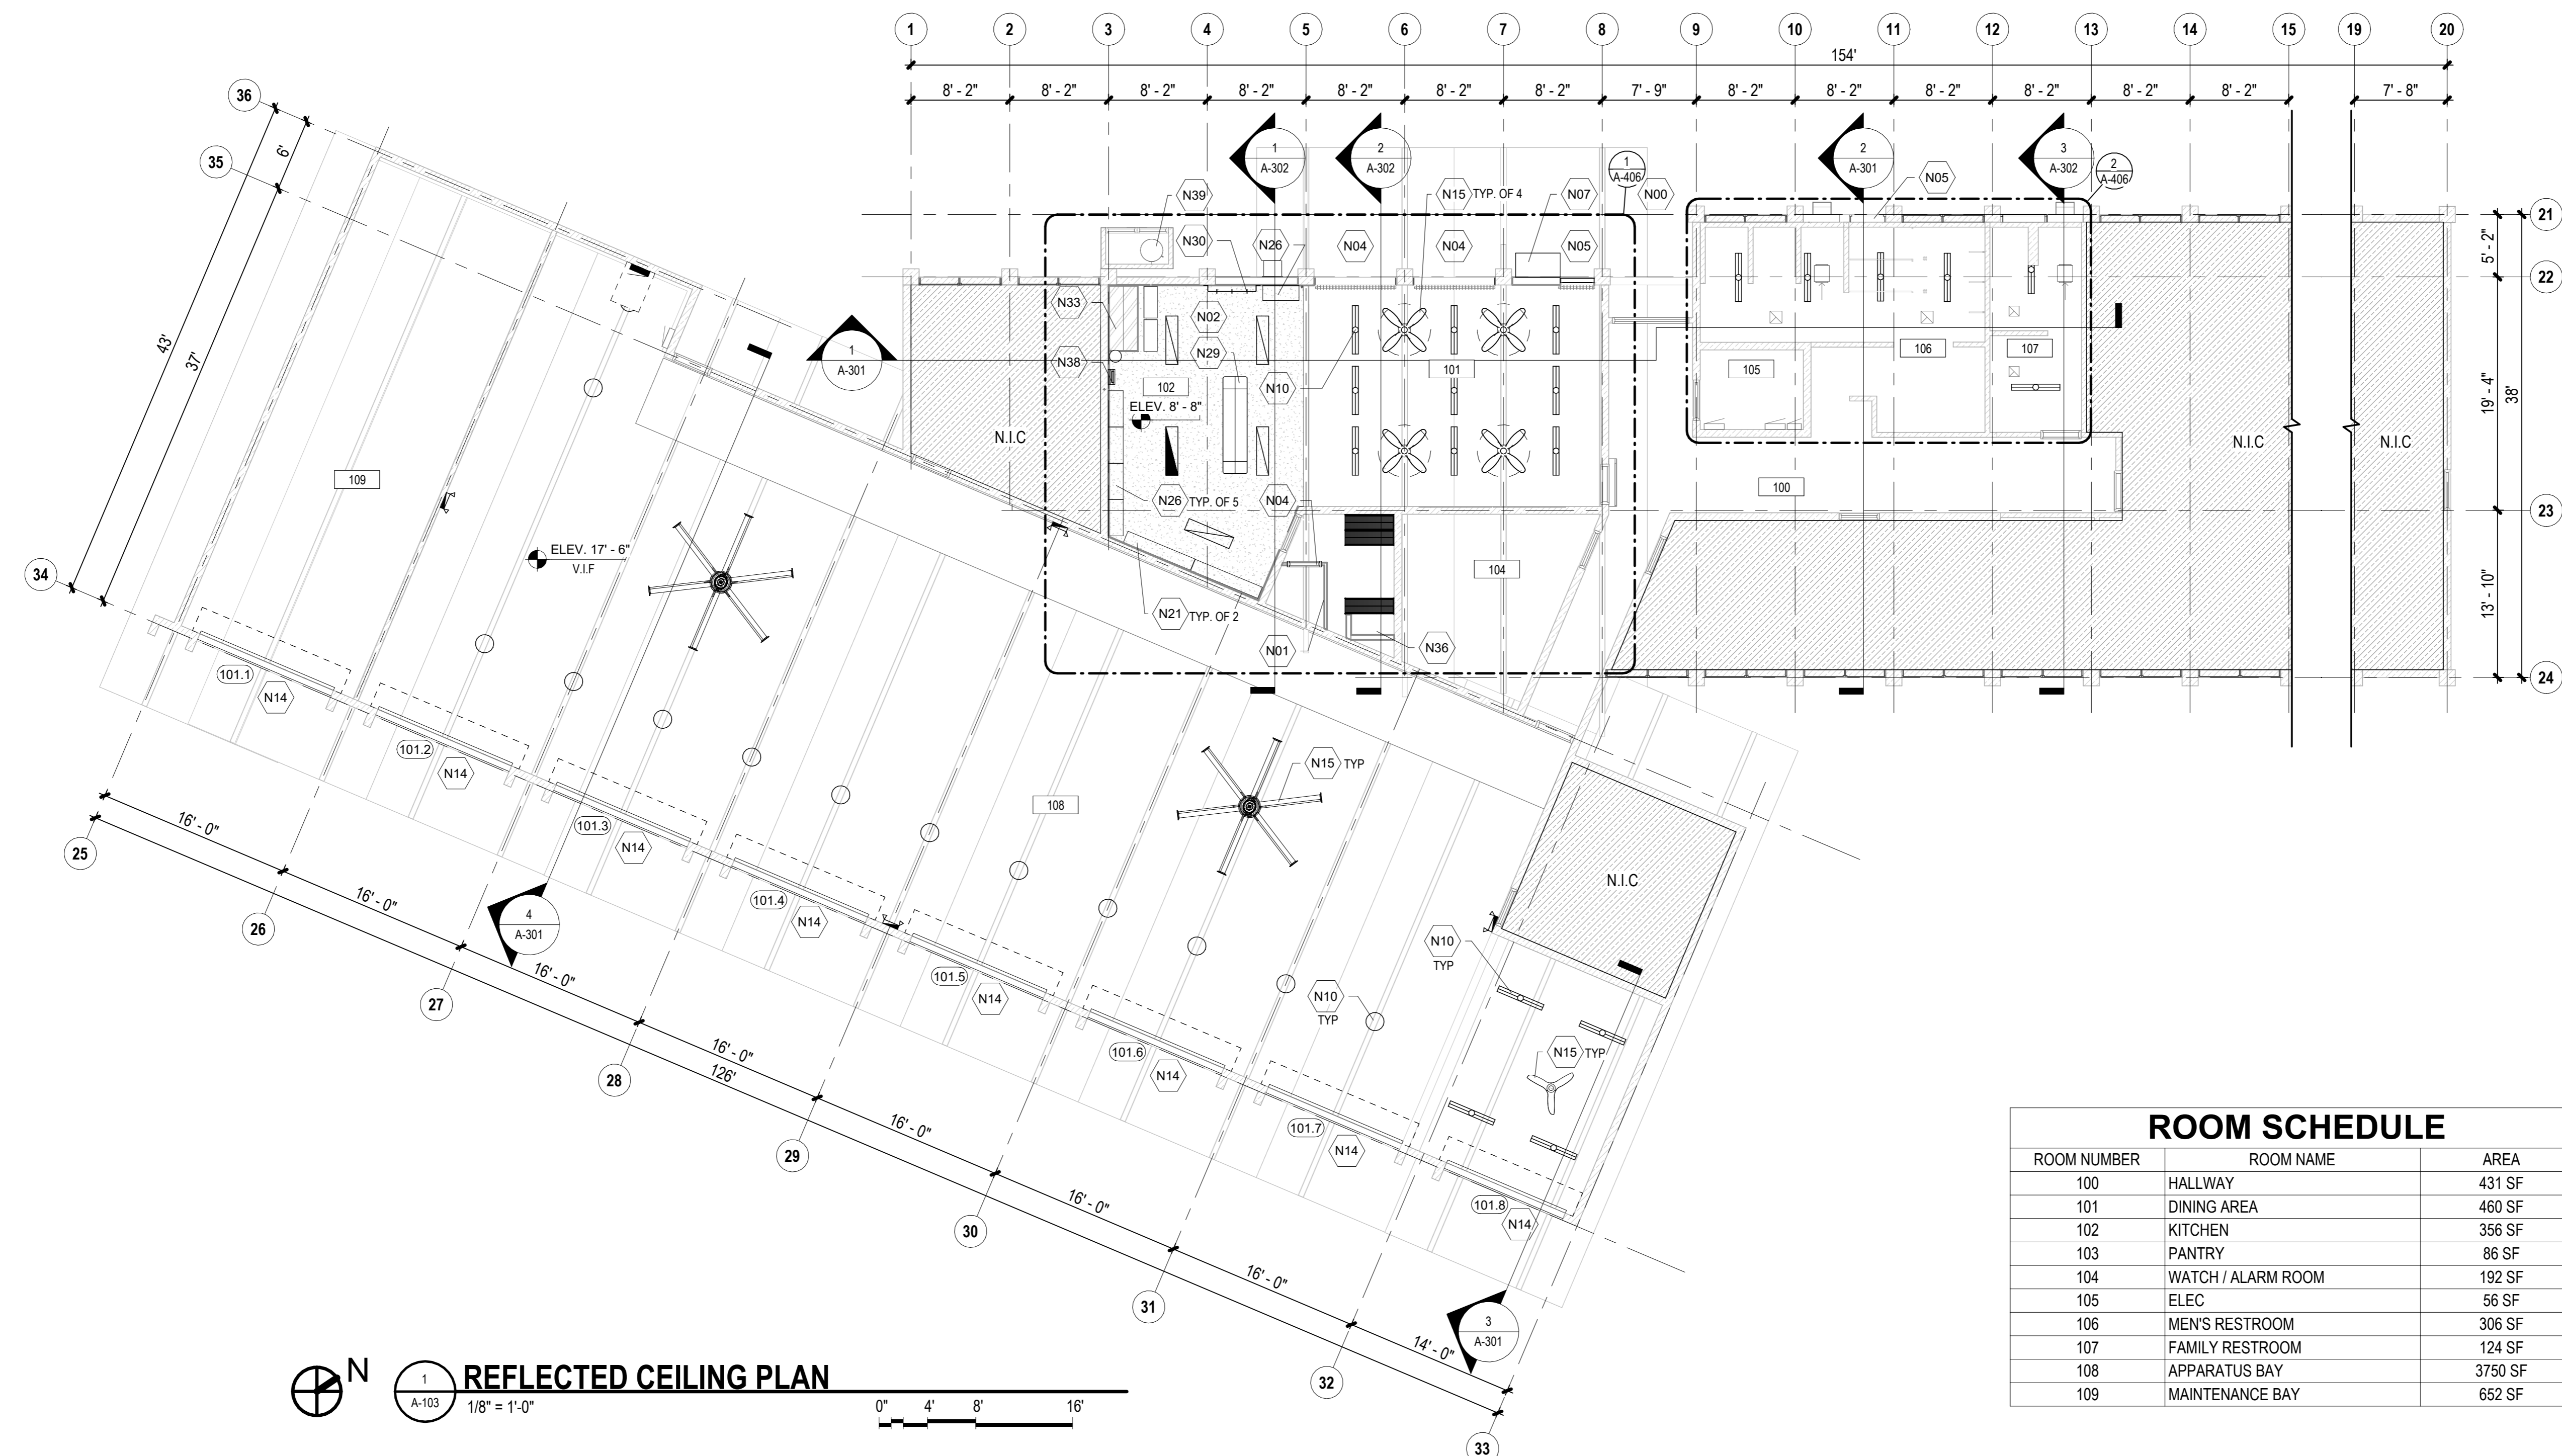 1 2 3 4 5 6 7 8 9 10 11 12 13 14 15 19 20
154'
8' - 2" 8' - 2" 8' - 2" 8' - 2" 8' - 2" 8' - 2" 8' - 2" 7' - 9" 8' - 2" 8' - 2" 8' - 2" 8' - 2" 8' - 2" 8' - 2" 7' - 8"
36
35
34
6'
43'
37'
1
A-302
2
A-302
1
A-406
2
A-301
3
A-302
2
A-406
N39
N15 TYP. OF 4
N07
N00
N05
N30
N26
N04
N04
N05
21
5' - 2"
22
19' - 4"
38'
23
13' - 10"
24
N33
N02
N38
N29
N10
102
101
ELEV. 8' - 8"
1
A-301
105
106
107
N.I.C
N.I.C
N.I.C
109
100
N26 TYP. OF 5
N04
ELEV. 17' - 6"
V.I.F
104
N21 TYP. OF 2
N01
N36
101.1
N14
101.2
N14
101.3
N14
101.4
N14
101.5
N14
101.6
N14
101.7
N14
101.8
N14
N15 TYP
108
N.I.C
N10
TYP
N10
TYP
N15 TYP
4
A-301
3
A-301
25
26
27
28
29
30
31
32
33
16' - 0"
16' - 0"
16' - 0"
16' - 0"
16' - 0"
16' - 0"
16' - 0"
14' - 0"
126'
N
1
A-103
REFLECTED CEILING PLAN
1/8" = 1'-0"
0" 4' 8' 16'
ROOM SCHEDULE
ROOM NUMBER ROOM NAME AREA
100 HALLWAY 431 SF
101 DINING AREA 460 SF
102 KITCHEN 356 SF
103 PANTRY 86 SF
104 WATCH / ALARM ROOM 192 SF
105 ELEC 56 SF
106 MEN'S RESTROOM 306 SF
107 FAMILY RESTROOM 124 SF
108 APPARATUS BAY 3750 SF
109 MAINTENANCE BAY 652 SF